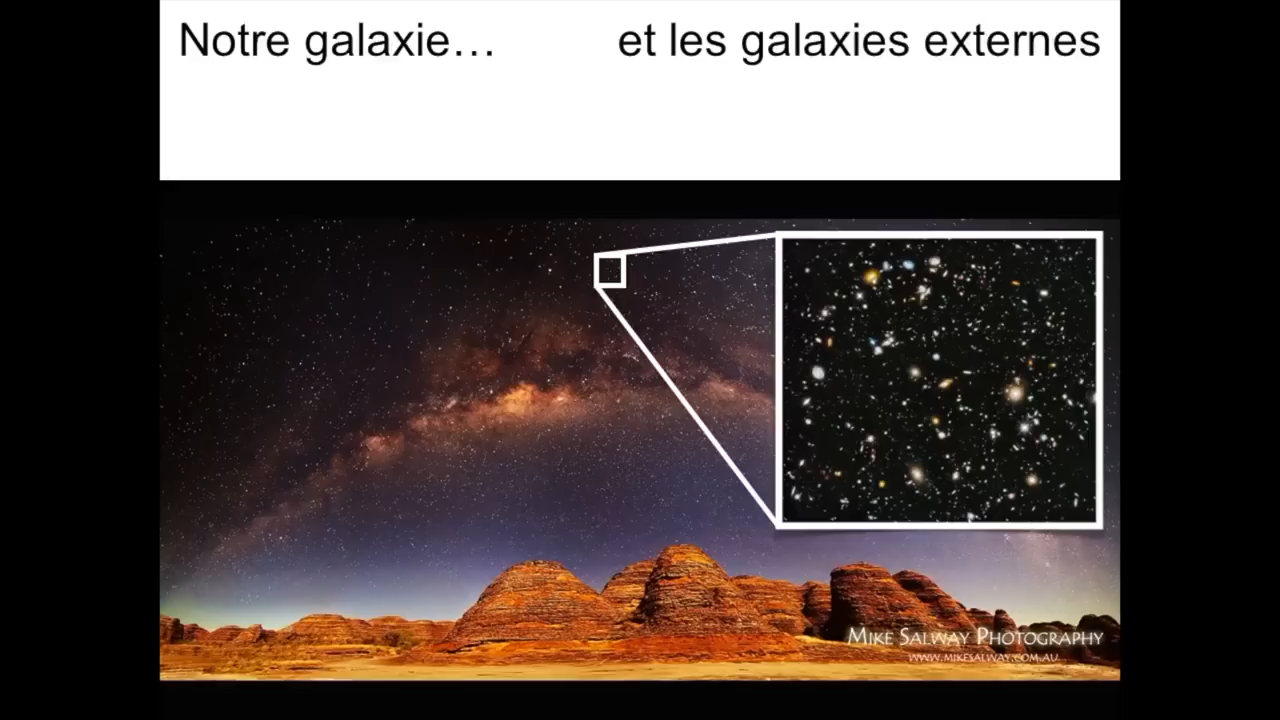 Notre galaxie… et les galaxies externes
MIKE SALWAY PHOTOGRAPHY
WWW.MIKESALWAY.COM.AU